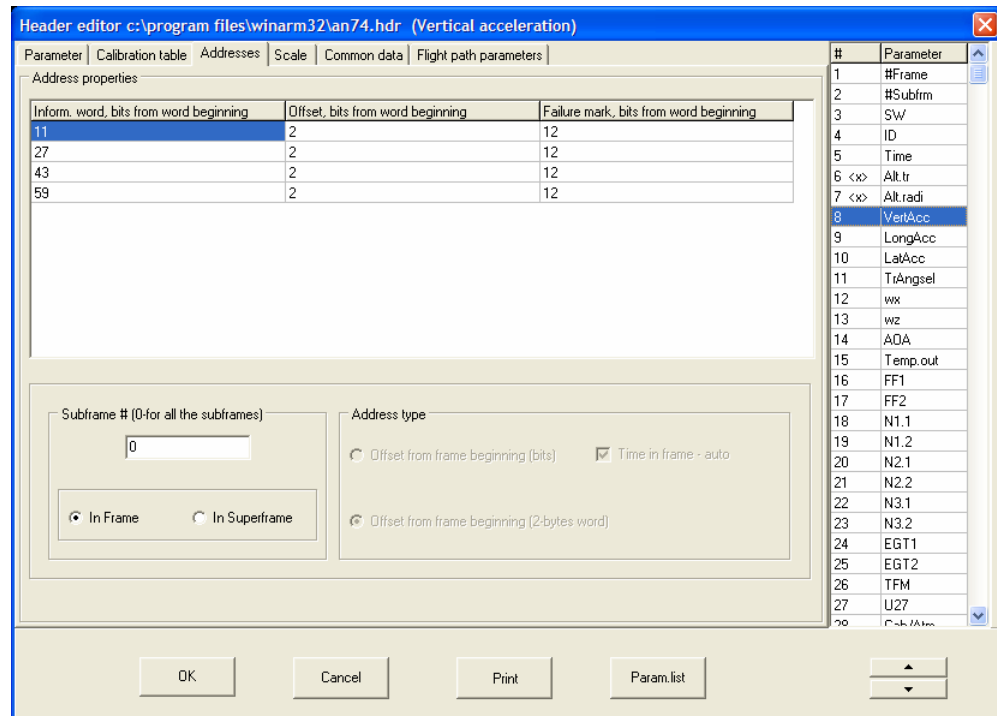 Header editor c:\program files\winarm32\an74.hdr (Vertical acceleration)
Parameter Calibration table Addresses Scale Common data Flight path parameters
Address properties
Inform. word, bits from word beginning Offset, bits from word beginning Failure mark, bits from word beginning
11 2 12
27 2 12
43 2 12
59 2 12
Subframe # (0-for all the subframes)
0
In Frame In Superframe
Address type
Offset from frame beginning (bits) Time in frame - auto
Offset from frame beginning (2-bytes word)
# Parameter
1 #Frame
2 #Subfrm
3 SW
4 ID
5 Time
6 <x> Alt.tr
7 <x> Alt.radi
8 VertAcc
9 LongAcc
10 LatAcc
11 TrAngsel
12 wx
13 wz
14 AOA
15 Temp.out
16 FF1
17 FF2
18 N1.1
19 N1.2
20 N2.1
21 N2.2
22 N3.1
23 N3.2
24 EGT1
25 EGT2
26 TFM
27 U27
28 Cab/Atm
OK Cancel Print Param.list